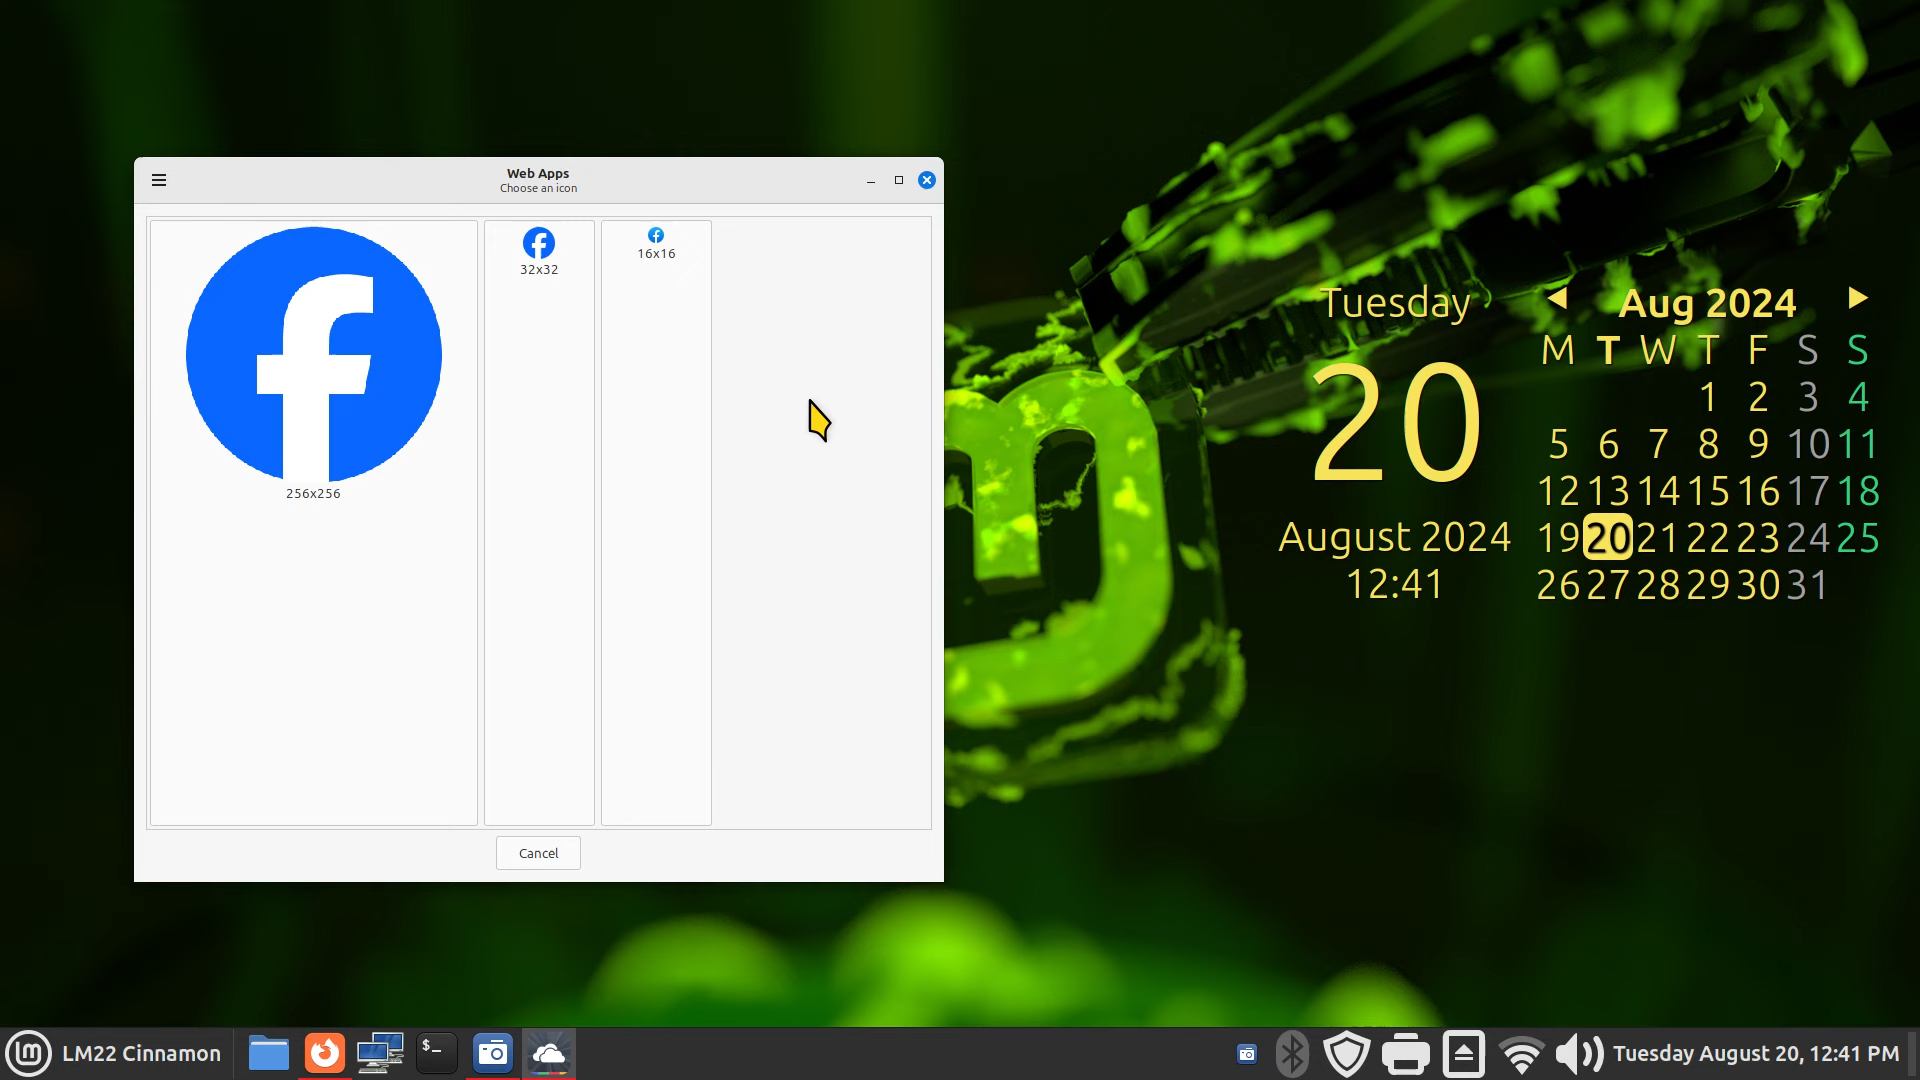 Web Apps
Choose an icon
256x256
32x32
16x16
Cancel
Tuesday
20
August 2024
12:41
Aug 2024
M T W T F S S
1 2 3 4
5 6 7 8 9 10 11
12 13 14 15 16 17 18
19 20 21 22 23 24 25
26 27 28 29 30 31
LM22 Cinnamon
$_
Tuesday August 20, 12:41 PM